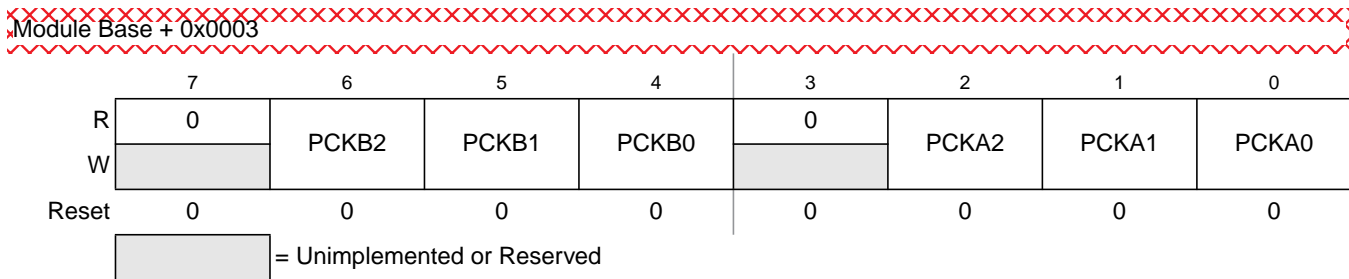 Module Base + 0x0003
7 6 5 4 3 2 1 0
R 0 PCKB2 PCKB1 PCKB0 0 PCKA2 PCKA1 PCKA0
W
Reset 0 0 0 0 0 0 0 0
= Unimplemented or Reserved